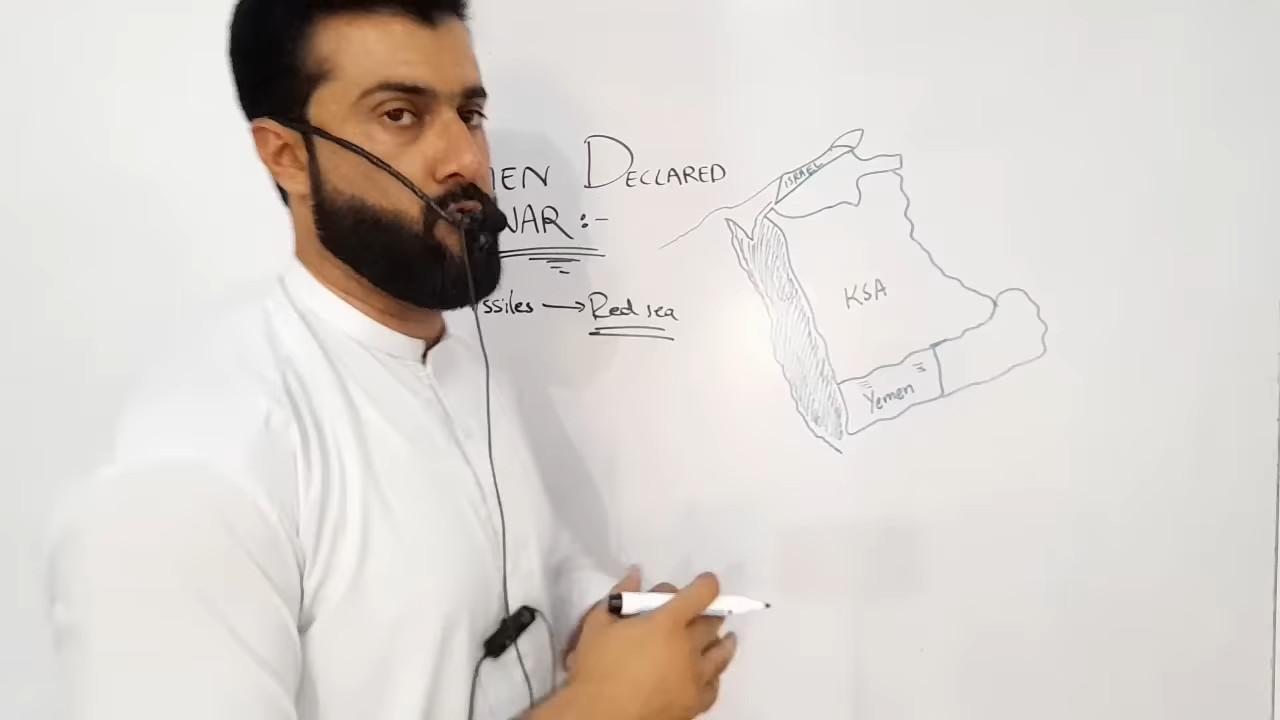 DECLARED
WAR :-
→ Red sea
ISRAEL
KSA
Yemen